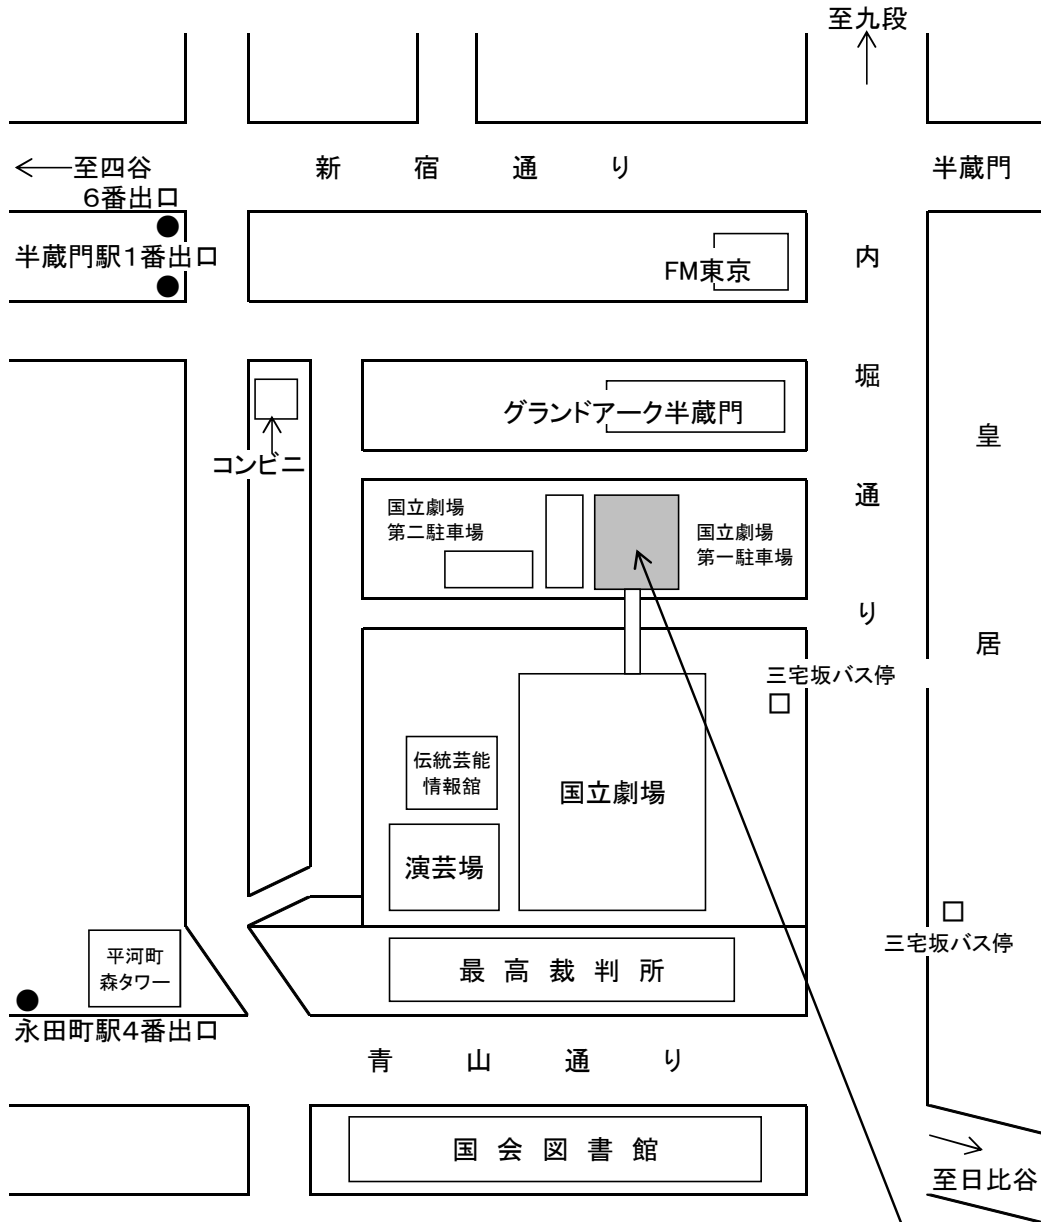 至九段
←至四谷
新宿通り
半蔵門
6番出口
半蔵門駅1番出口
FM東京
内堀通り
皇居
グランドアーク半蔵門
コンビニ
国立劇場
第二駐車場
国立劇場
第一駐車場
三宅坂バス停
伝統芸能
情報舘
国立劇場
演芸場
三宅坂バス停
平河町
森タワー
最高裁判所
永田町駅4番出口
青山通り
国会図書館
至日比谷